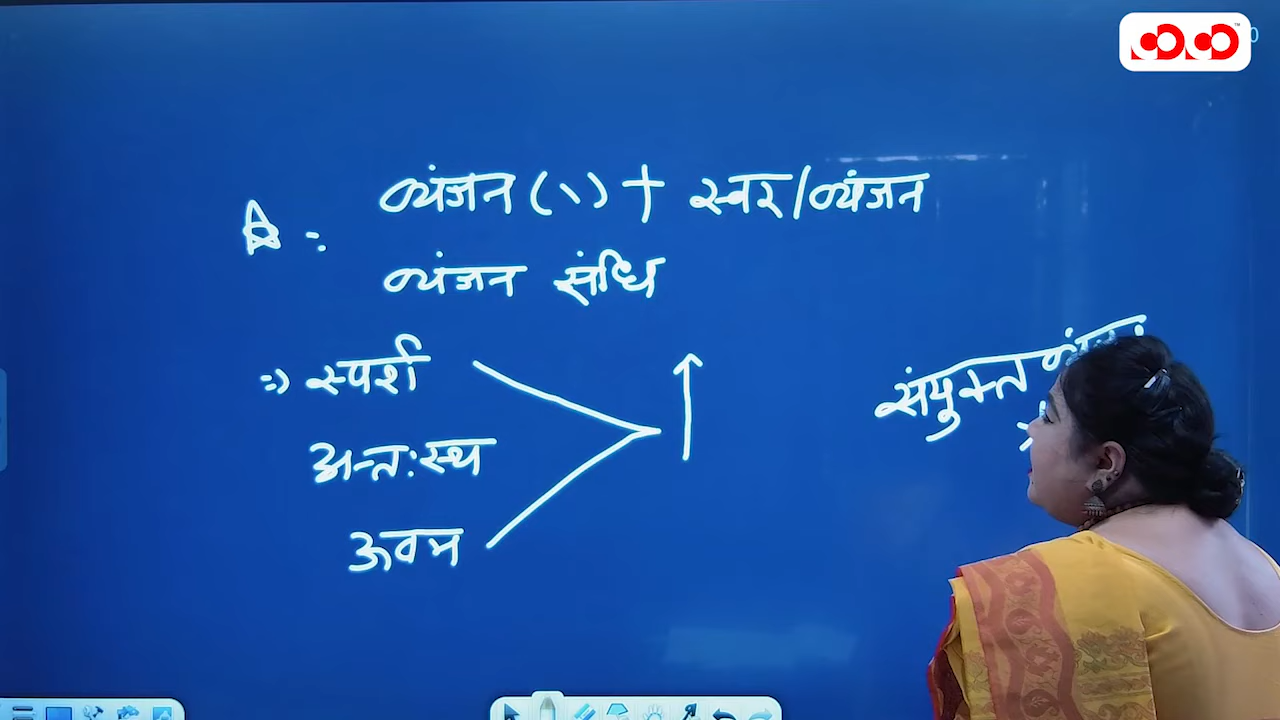 व्यंजन (्) + स्वर/व्यंजन
व्यंजन संधि
स्पर्श
अन्तःस्थ
ऊष्म
संयुक्त